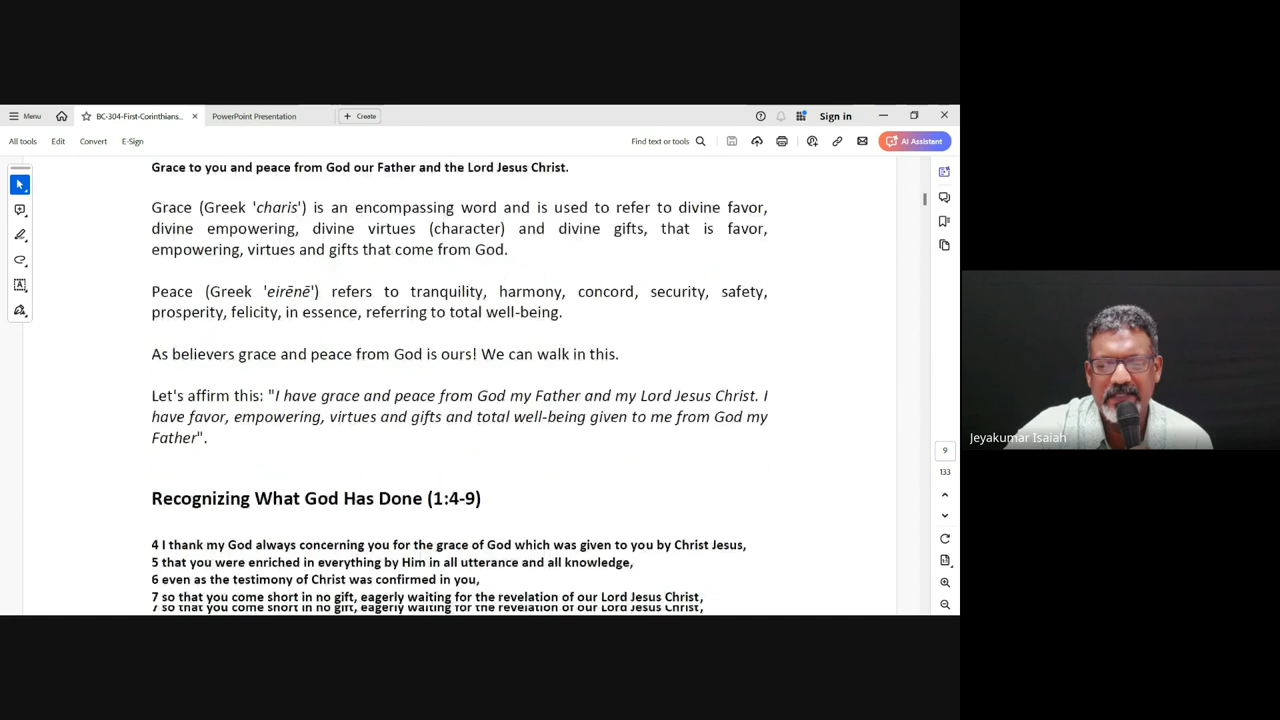 Menu
BC-304-First-Corinthians...
PowerPoint Presentation
Create
Sign in
All tools
Edit
Convert
E-Sign
Find text or tools
AI Assistant
Grace to you and peace from God our Father and the Lord Jesus Christ.
Grace (Greek 'charis') is an encompassing word and is used to refer to divine favor,
divine empowering, divine virtues (character) and divine gifts, that is favor,
empowering, virtues and gifts that come from God.
Peace (Greek 'eirēnē') refers to tranquility, harmony, concord, security, safety,
prosperity, felicity, in essence, referring to total well-being.
As believers grace and peace from God is ours! We can walk in this.
Let's affirm this: "I have grace and peace from God my Father and my Lord Jesus Christ. I
have favor, empowering, virtues and gifts and total well-being given to me from God my
Father".
Recognizing What God Has Done (1:4-9)
4 I thank my God always concerning you for the grace of God which was given to you by Christ Jesus,
5 that you were enriched in everything by Him in all utterance and all knowledge,
6 even as the testimony of Christ was confirmed in you,
7 so that you come short in no gift, eagerly waiting for the revelation of our Lord Jesus Christ,
7 so that you come short in no gift, eagerly waiting for the revelation of our Lord Jesus Christ,
9
133
Jeyakumar Isaiah